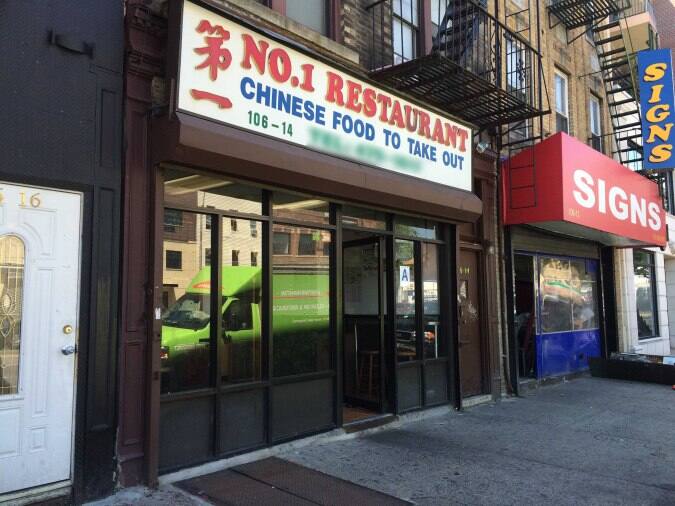 第一
NO.1 RESTAURANT
CHINESE FOOD TO TAKE OUT
106-14
SIGNS
SIGNS
16
A